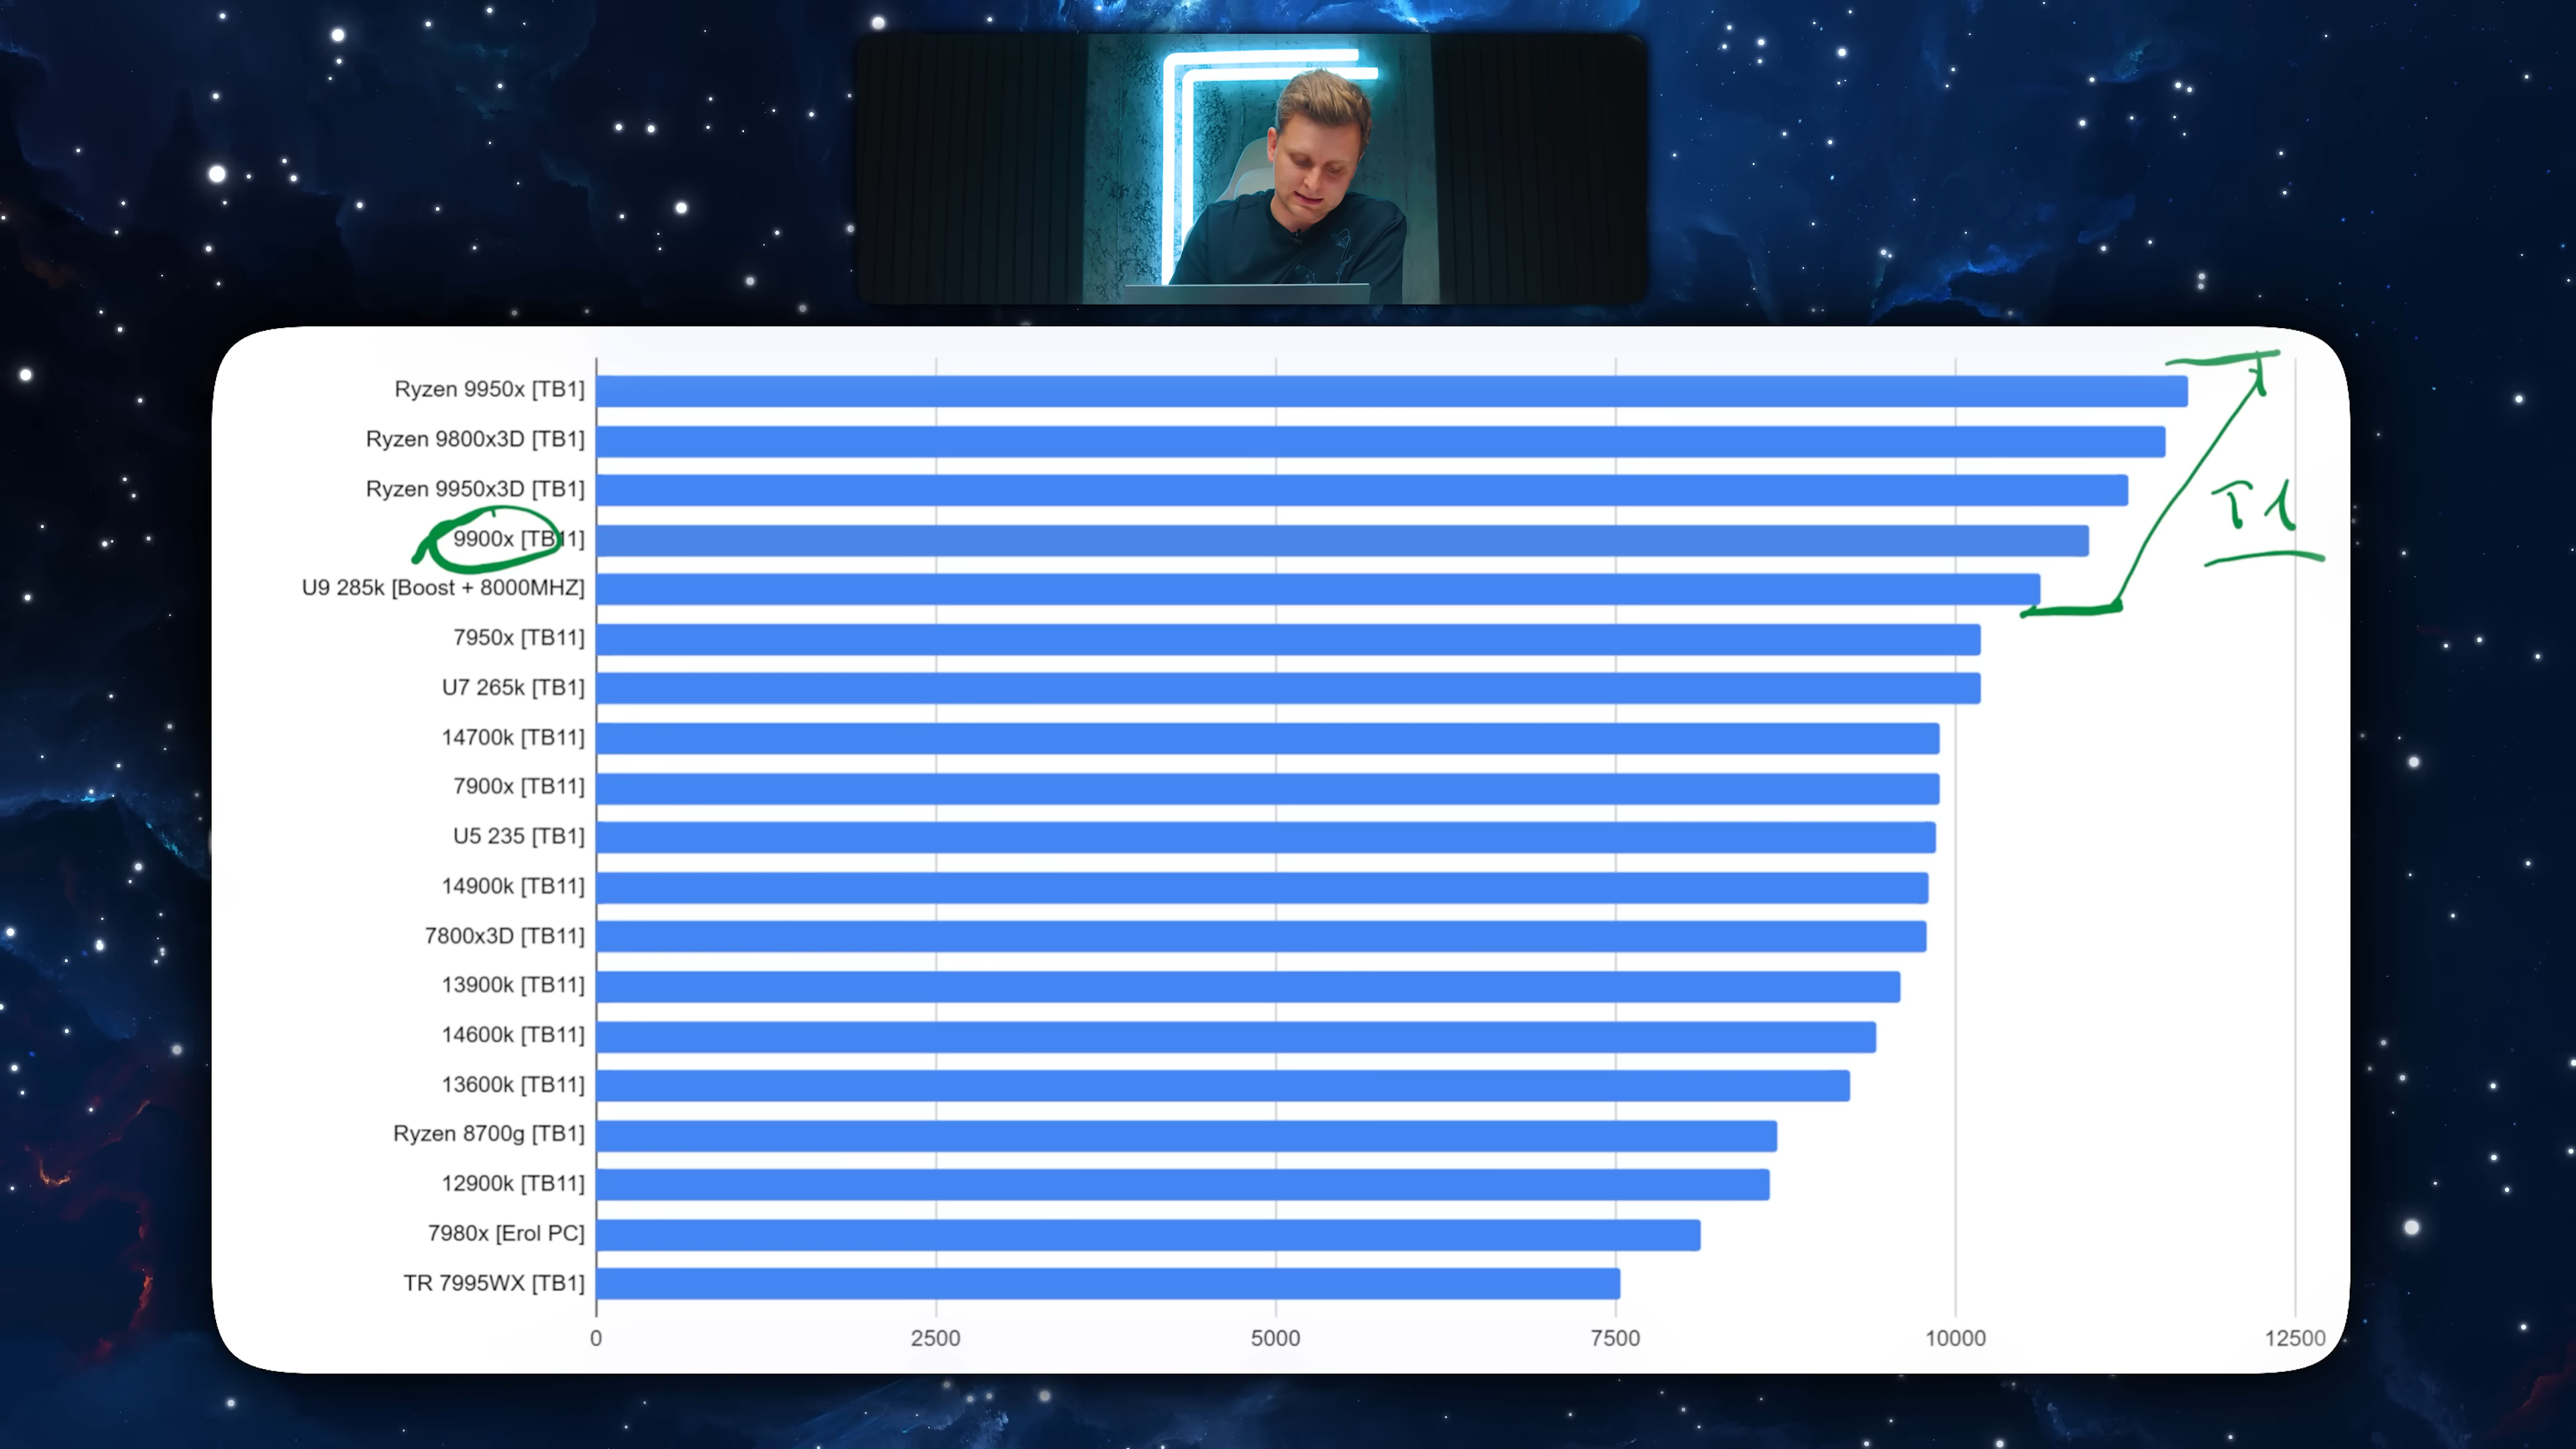 Ryzen 9950x [TB1]
Ryzen 9800x3D [TB1]
Ryzen 9950x3D [TB1]
9900x [TB11]
T1
U9 285k [Boost + 8000MHZ]
7950x [TB11]
U7 265k [TB1]
14700k [TB11]
7900x [TB11]
U5 235 [TB1]
14900k [TB11]
7800x3D [TB11]
13900k [TB11]
14600k [TB11]
13600k [TB11]
Ryzen 8700g [TB1]
12900k [TB11]
7980x [Erol PC]
TR 7995WX [TB1]
0 2500 5000 7500 10000 12500